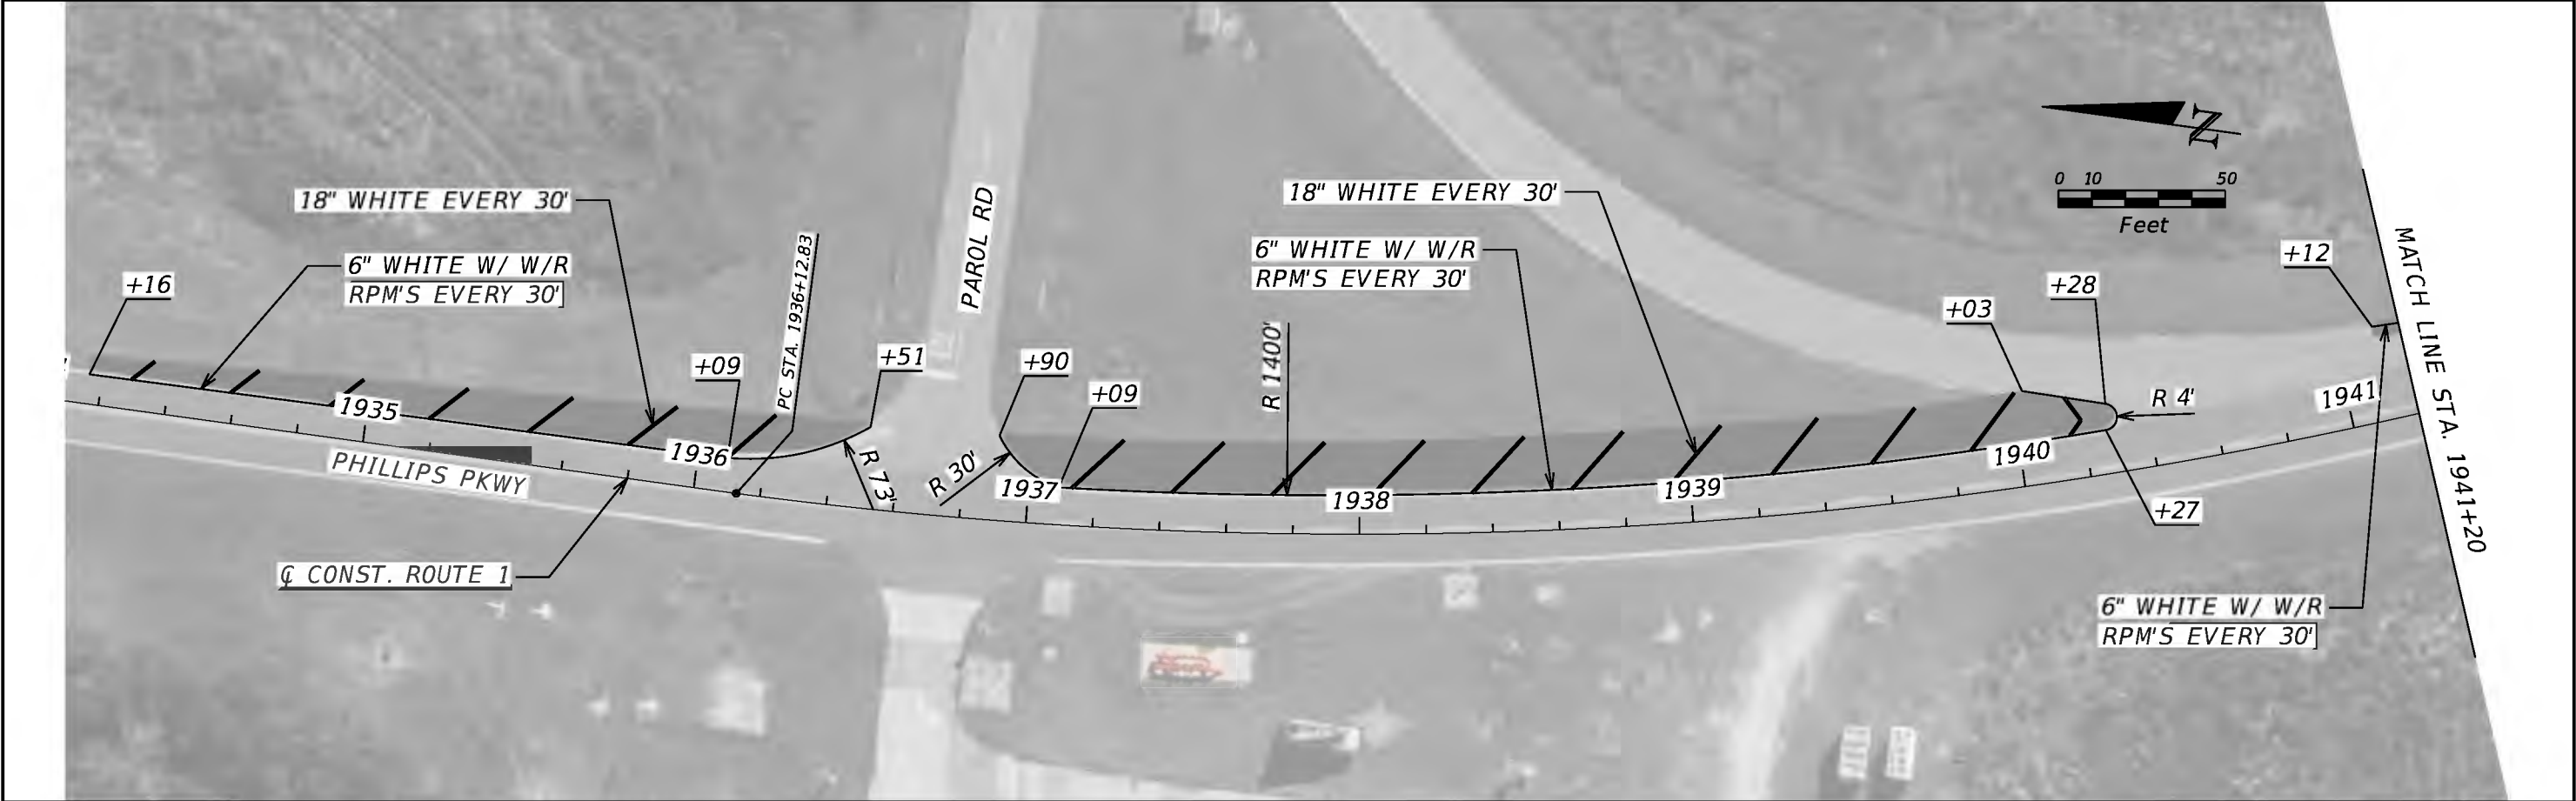 18" WHITE EVERY 30'
6" WHITE W/ W/R
RPM'S EVERY 30'
+16
+09
PC STA. 1936+12.83
+51
PAROL RD
+90
+09
18" WHITE EVERY 30'
6" WHITE W/ W/R
RPM'S EVERY 30'
R 1400'
+03
+28
+12
N
0 10 50
Feet
MATCH LINE STA. 1941+20
R 4'
1935
1936
R 73'
R 30'
1937
1938
1939
1940
1941
+27
PHILLIPS PKWY
℄ CONST. ROUTE 1
6" WHITE W/ W/R
RPM'S EVERY 30'